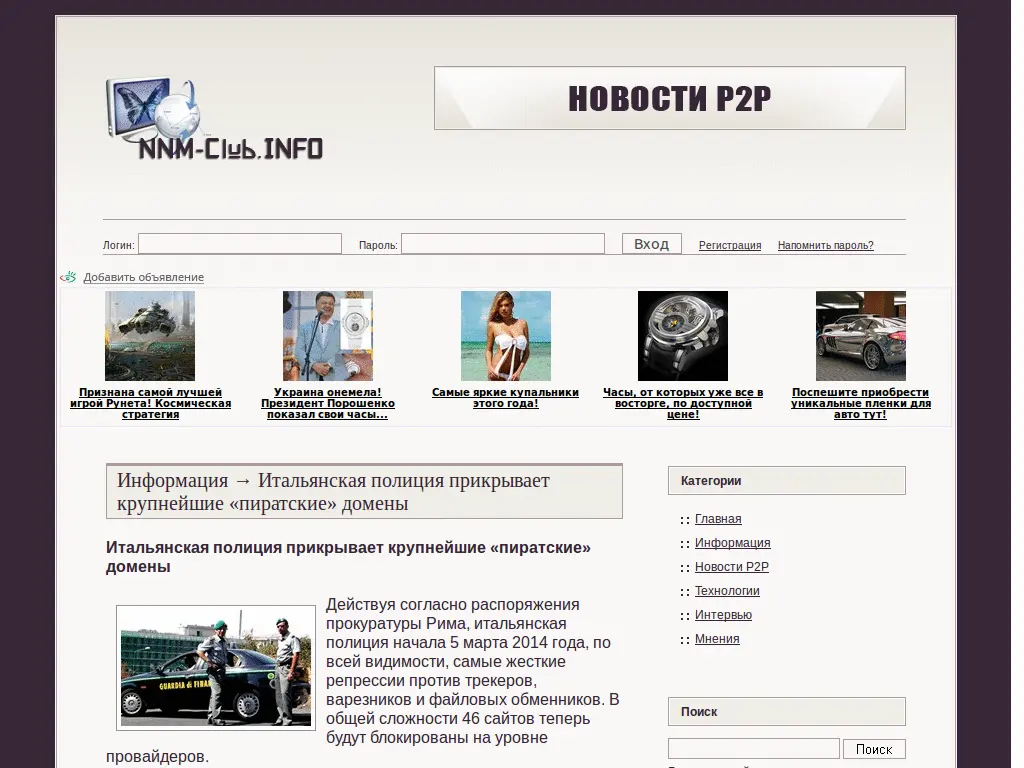 NNM-Club.INFO
НОВОСТИ P2P
Логин:
Пароль:
Вход
Регистрация
Напомнить пароль?
Добавить объявление
Признана самой лучшей
игрой Рунета! Космическая
стратегия
Украина онемела!
Президент Порошенко
показал свои часы...
Самые яркие купальники
этого года!
Часы, от которых уже все в
восторге, по доступной
цене!
Поспешите приобрести
уникальные пленки для
авто тут!
Информация → Итальянская полиция прикрывает
крупнейшие «пиратские» домены
Итальянская полиция прикрывает крупнейшие «пиратские»
домены
GUARDIA di FINAN
Действуя согласно распоряжения
прокуратуры Рима, итальянская
полиция начала 5 марта 2014 года, по
всей видимости, самые жесткие
репрессии против трекеров,
варезников и файловых обменников. В
общей сложности 46 сайтов теперь
будут блокированы на уровне
провайдеров.
Категории
:: Главная
:: Информация
:: Новости P2P
:: Технологии
:: Интервью
:: Мнения
Поиск
Поиск